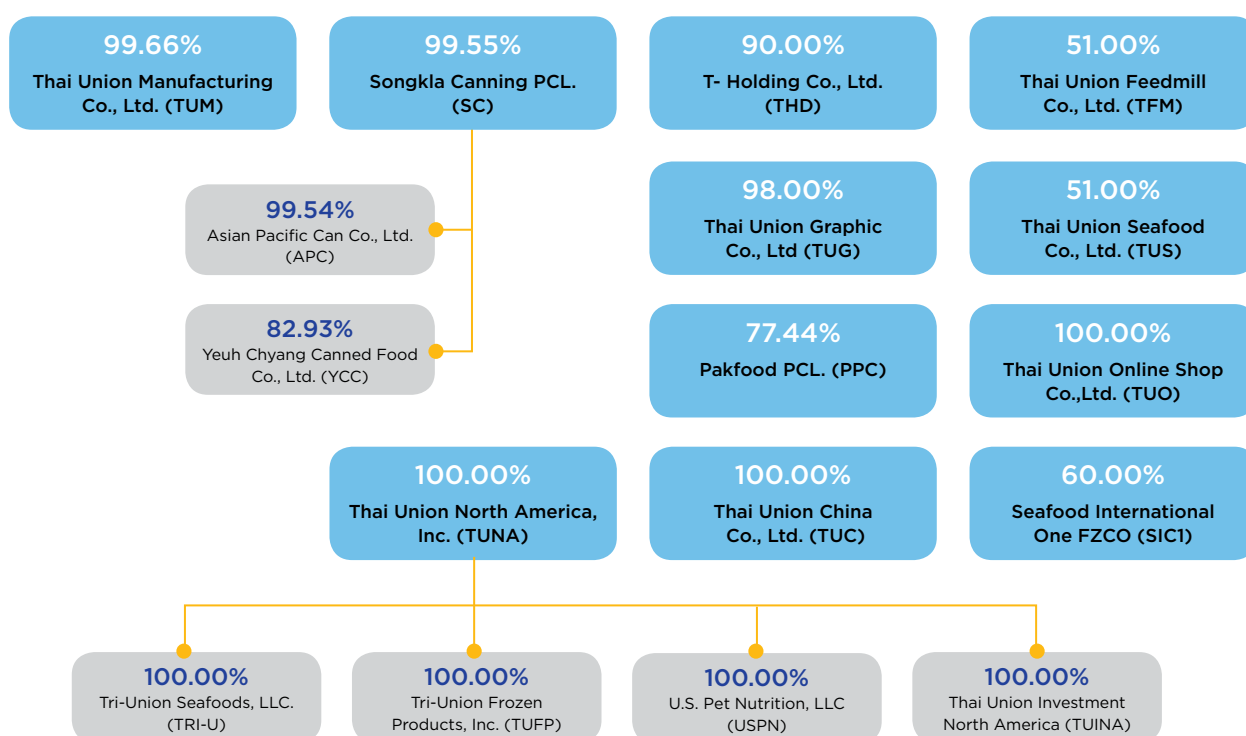 99.66%
Thai Union Manufacturing
Co., Ltd. (TUM)
99.55%
Songkla Canning PCL.
(SC)
90.00%
T- Holding Co., Ltd.
(THD)
51.00%
Thai Union Feedmill
Co., Ltd. (TFM)
99.54%
Asian Pacific Can Co., Ltd.
(APC)
98.00%
Thai Union Graphic
Co., Ltd (TUG)
51.00%
Thai Union Seafood
Co., Ltd. (TUS)
82.93%
Yeuh Chyang Canned Food
Co., Ltd. (YCC)
77.44%
Pakfood PCL. (PPC)
100.00%
Thai Union Online Shop
Co.,Ltd. (TUO)
100.00%
Thai Union North America,
Inc. (TUNA)
100.00%
Thai Union China
Co., Ltd. (TUC)
60.00%
Seafood International
One FZCO (SIC1)
100.00%
Tri-Union Seafoods, LLC.
(TRI-U)
100.00%
Tri-Union Frozen
Products, Inc. (TUFP)
100.00%
U.S. Pet Nutrition, LLC
(USPN)
100.00%
Thai Union Investment
North America (TUINA)